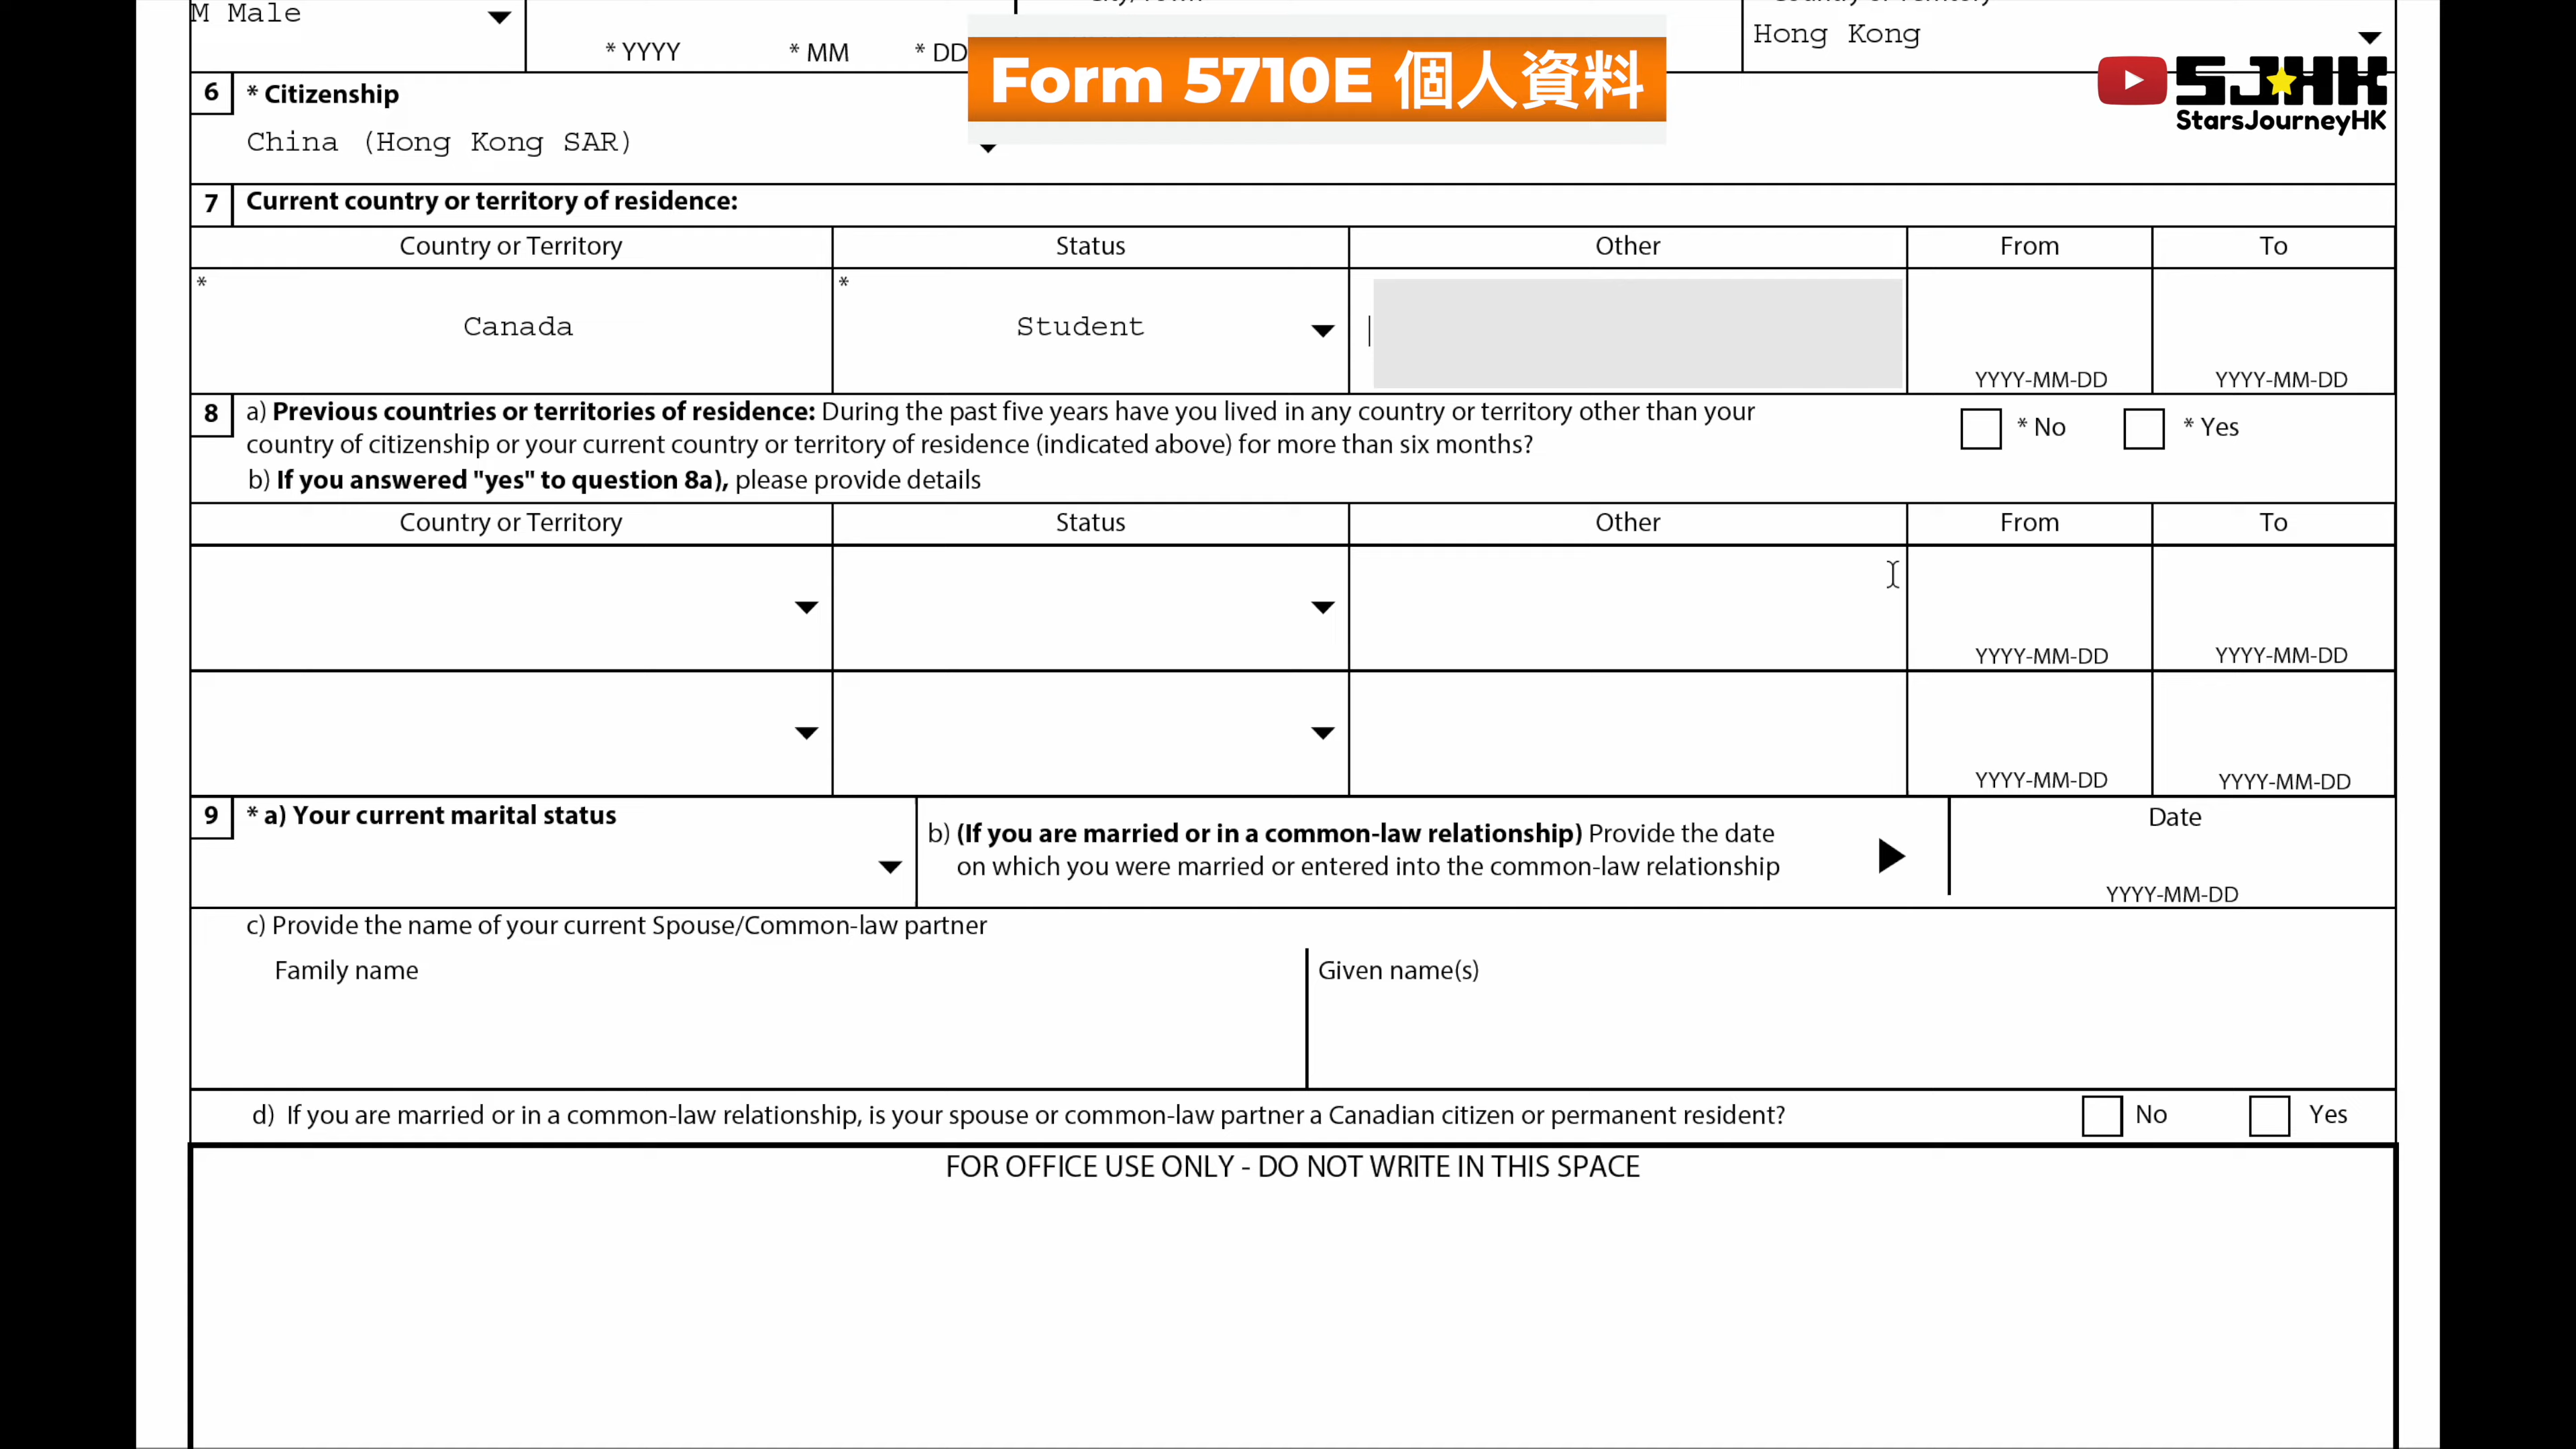 M Male
Hong Kong
* YYYY * MM * DD
Form 5710E 個人資料
SJHK
StarsJourneyHK
6 * Citizenship
China (Hong Kong SAR)
7 Current country or territory of residence:
Country or Territory Status Other From To
* Canada * Student YYYY-MM-DD YYYY-MM-DD
8 a) Previous countries or territories of residence: During the past five years have you lived in any country or territory other than your
country of citizenship or your current country or territory of residence (indicated above) for more than six months?
* No * Yes
b) If you answered "yes" to question 8a), please provide details
Country or Territory Status Other From To
YYYY-MM-DD YYYY-MM-DD
YYYY-MM-DD YYYY-MM-DD
9 * a) Your current marital status
b) (If you are married or in a common-law relationship) Provide the date
on which you were married or entered into the common-law relationship
Date
YYYY-MM-DD
c) Provide the name of your current Spouse/Common-law partner
Family name Given name(s)
d) If you are married or in a common-law relationship, is your spouse or common-law partner a Canadian citizen or permanent resident? No Yes
FOR OFFICE USE ONLY - DO NOT WRITE IN THIS SPACE